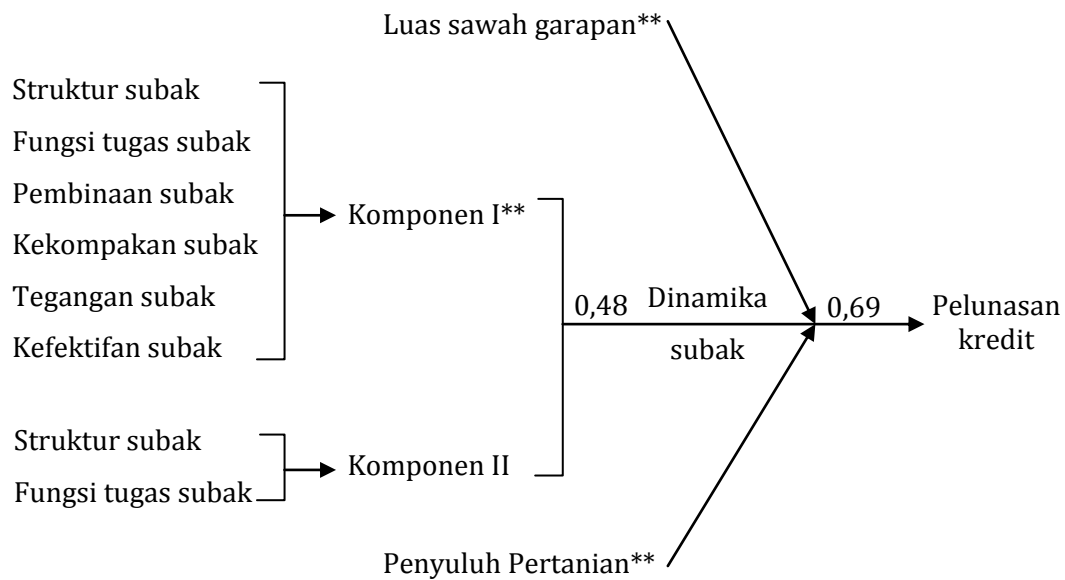 Luas sawah garapan**
Struktur subak
Fungsi tugas subak
Pembinaan subak
Kekompakan subak
Tegangan subak
Kefektifan subak
Komponen I**
0,48 Dinamika
subak
0,69
Pelunasan
kredit
Struktur subak
Fungsi tugas subak
Komponen II
Penyuluh Pertanian**